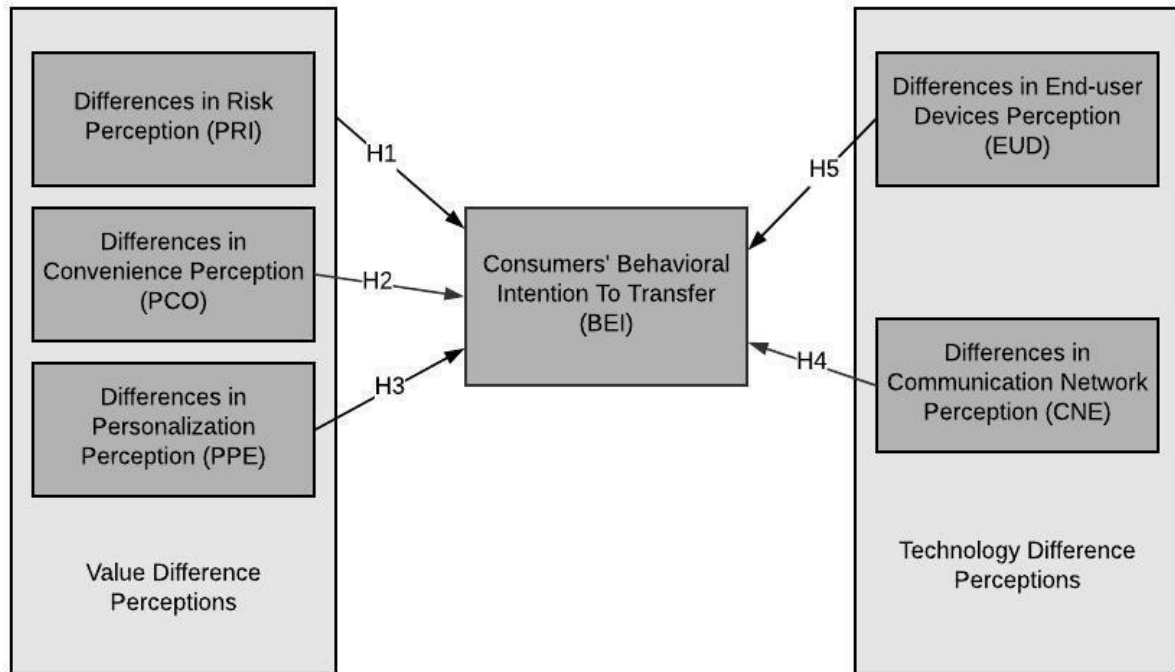 Differences in Risk
Perception (PRI)
H1
Differences in
Convenience Perception
(PCO)
H2
Differences in
Personalization
Perception (PPE)
H3
Value Difference
Perceptions
Consumers' Behavioral
Intention To Transfer
(BEI)
Differences in End-user
Devices Perception
(EUD)
H5
Differences in
Communication Network
Perception (CNE)
H4
Technology Difference
Perceptions